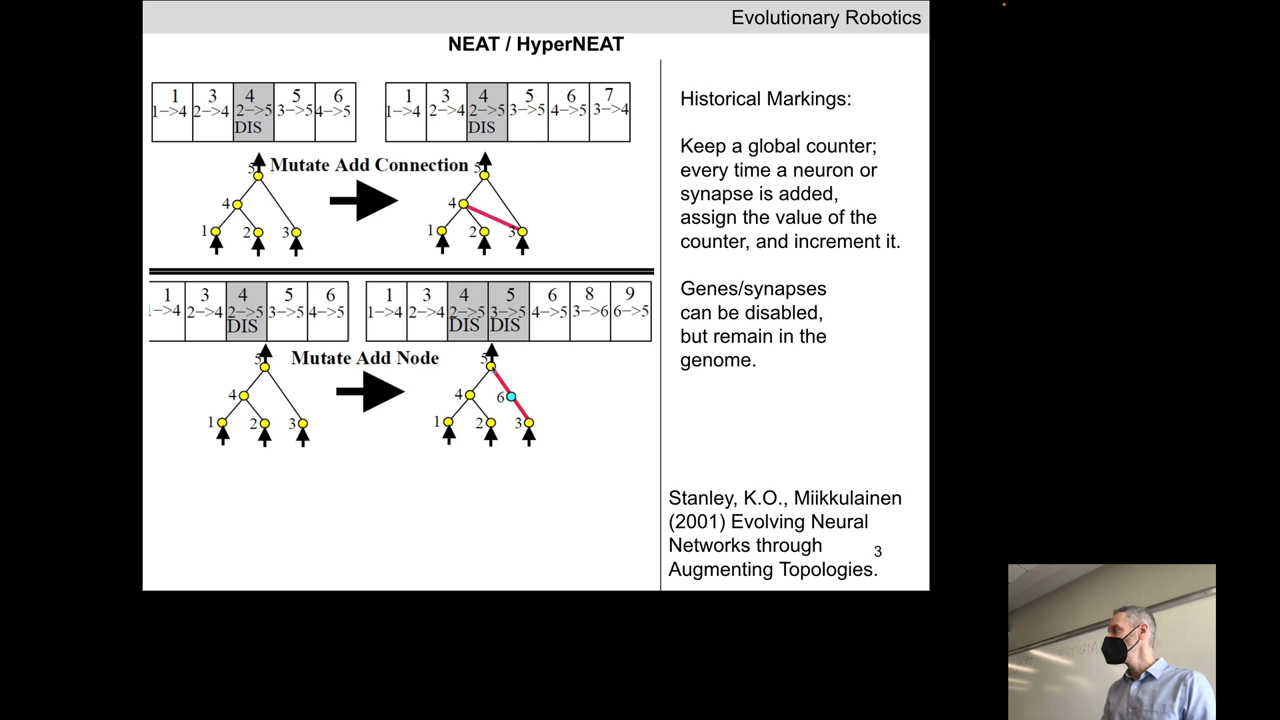 Evolutionary Robotics
NEAT / HyperNEAT
1 3 4 5 6
1->4 2->4 2->5 3->5 4->5
DIS
1 3 4 5 6 7
1->4 2->4 2->5 3->5 4->5 3->4
DIS
Mutate Add Connection
5
4
1 2 3
5
4
1 2 3
1 3 4 5 6
->4 2->4 2->5 3->5 4->5
DIS
1 3 4 5 6 8 9
1->4 2->4 2->5 3->5 4->5 3->6 6->5
DIS DIS
Mutate Add Node
5
4
1 2 3
5
4 6
1 2 3
Historical Markings:
Keep a global counter;
every time a neuron or
synapse is added,
assign the value of the
counter, and increment it.
Genes/synapses
can be disabled,
but remain in the
genome.
Stanley, K.O., Miikkulainen
(2001) Evolving Neural
Networks through
Augmenting Topologies.
3